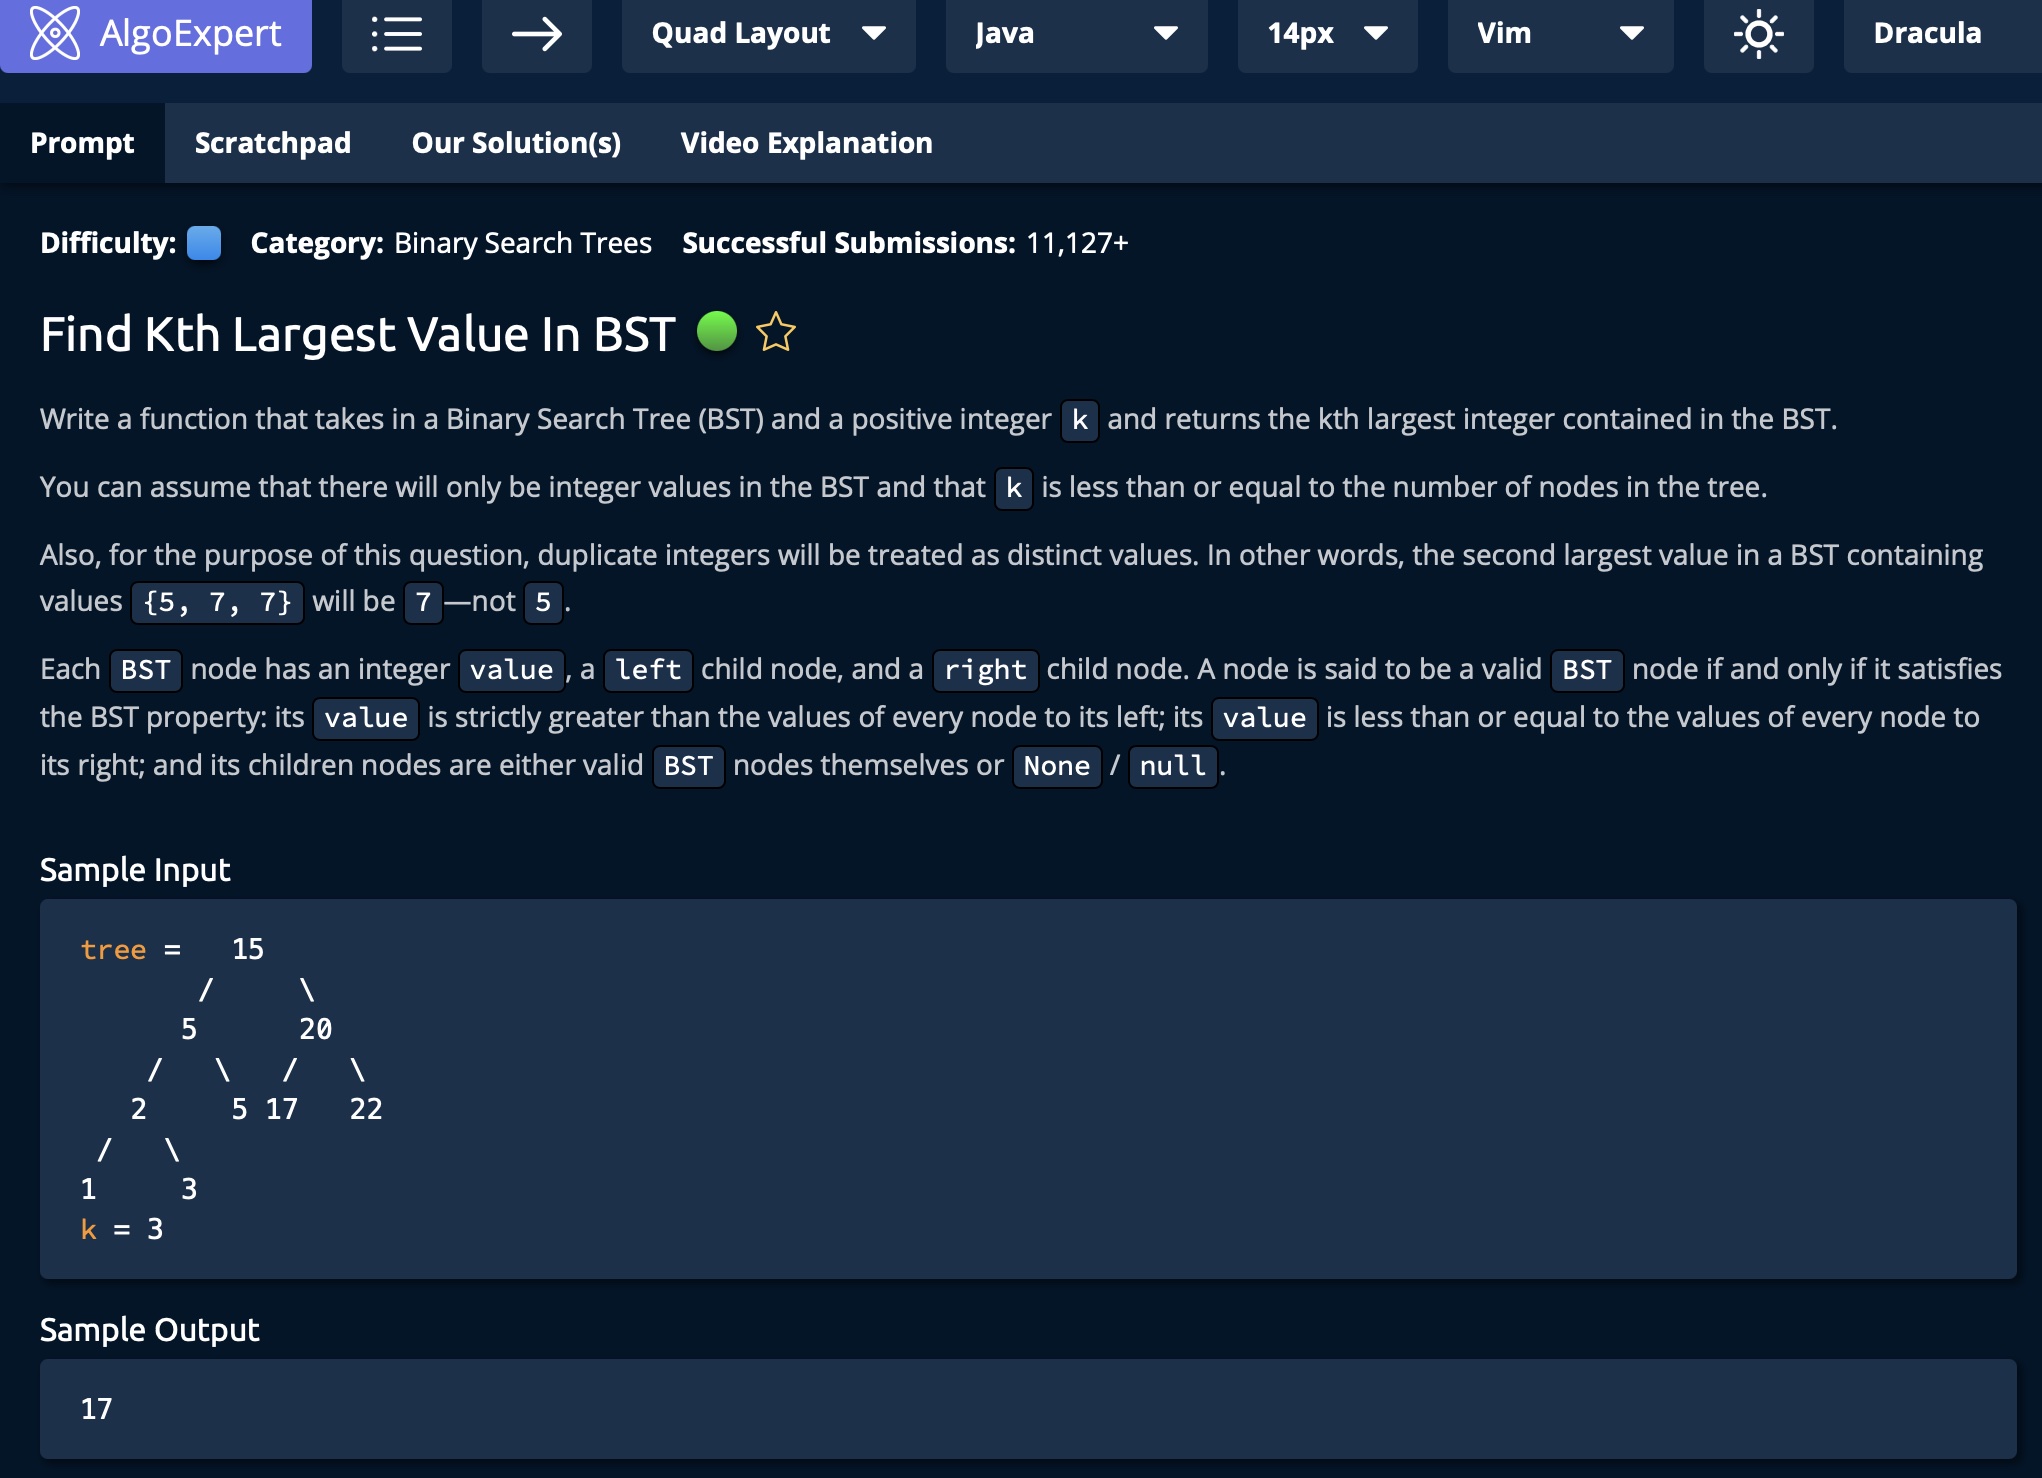 AlgoExpert Quad Layout Java 14px Vim Dracula
Prompt Scratchpad Our Solution(s) Video Explanation
Difficulty: Category: Binary Search Trees Successful Submissions: 11,127+
Find Kth Largest Value In BST
Write a function that takes in a Binary Search Tree (BST) and a positive integer k and returns the kth largest integer contained in the BST.
You can assume that there will only be integer values in the BST and that k is less than or equal to the number of nodes in the tree.
Also, for the purpose of this question, duplicate integers will be treated as distinct values. In other words, the second largest value in a BST containing
values {5, 7, 7} will be 7—not 5.
Each BST node has an integer value, a left child node, and a right child node. A node is said to be a valid BST node if and only if it satisfies
the BST property: its value is strictly greater than the values of every node to its left; its value is less than or equal to the values of every node to
its right; and its children nodes are either valid BST nodes themselves or None / null.
Sample Input
tree =   15
       /     \
      5      20
    /   \   /   \
   2     5 17   22
 /   \
1     3
k = 3
Sample Output
17